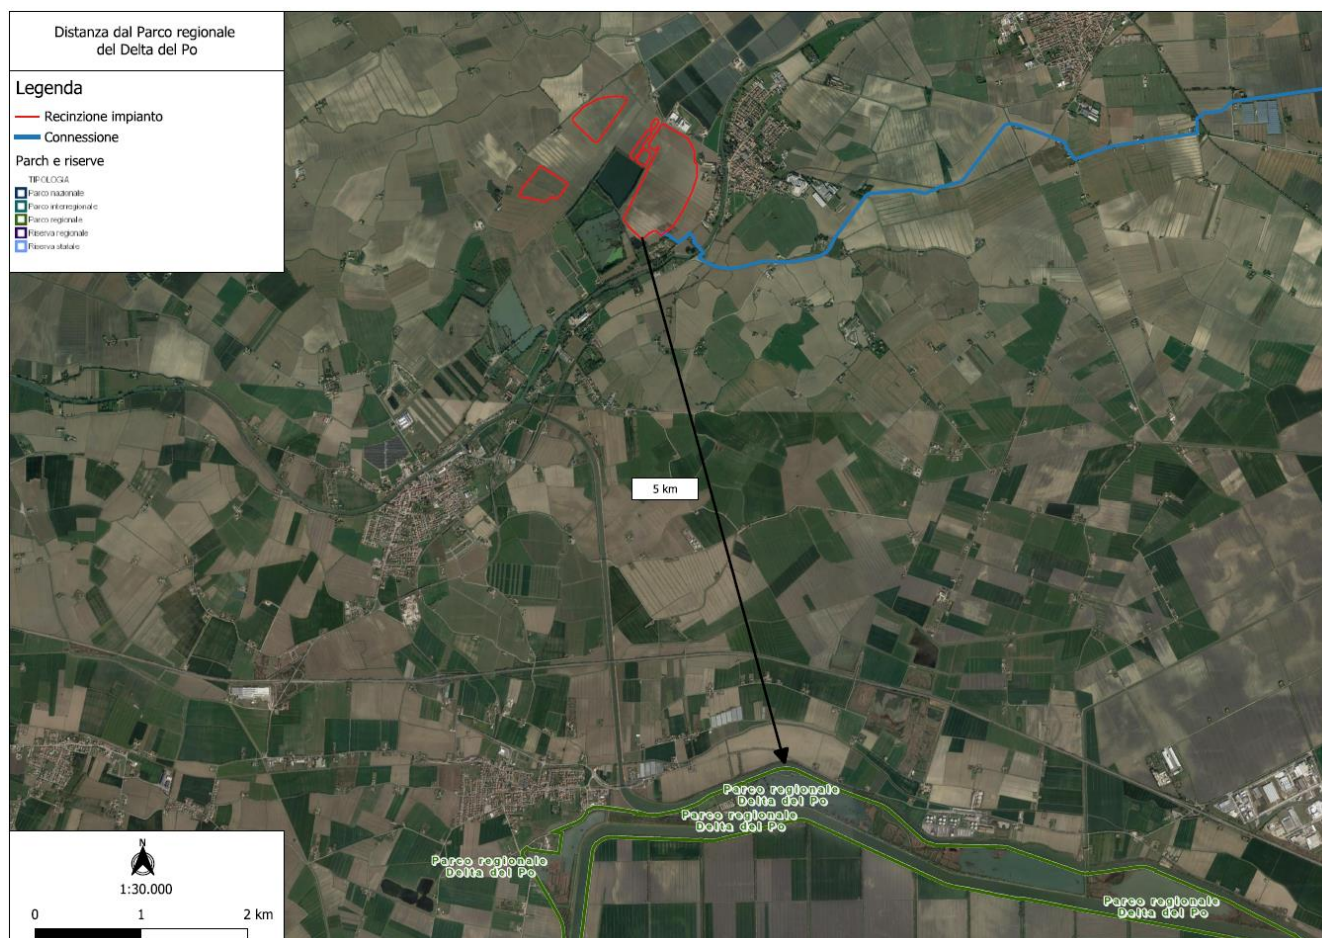 Distanza dal Parco regionale
del Delta del Po
Legenda
Recinzione impianto
Connessione
Parch e riserve
TIPOLOGIA
Parco nazionale
Parco interregionale
Parco regionale
Riserva regionale
Riserva statale
5 km
Parco regionale
Delta del Po
Parco regionale
Delta del Po
Parco regionale
Delta del Po
Parco regionale
Delta del Po
N
1:30.000
0 1 2 km